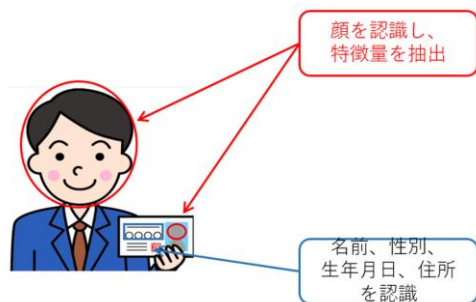 顔を認識し、
特徴量を抽出
名前、性別、
生年月日、住所
を認識